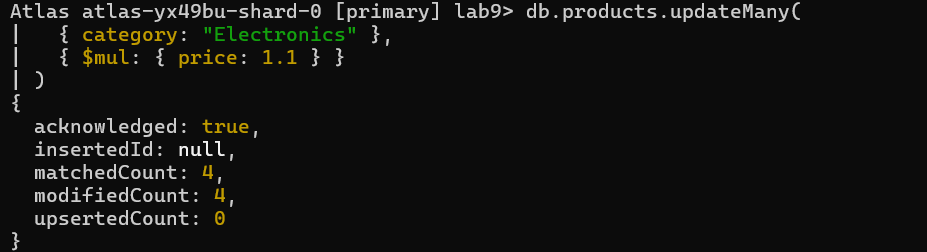 Atlas atlas-yx49bu-shard-0 [primary] lab9> db.products.updateMany(
|   { category: "Electronics" },
|   { $mul: { price: 1.1 } }
| )
{
  acknowledged: true,
  insertedId: null,
  matchedCount: 4,
  modifiedCount: 4,
  upsertedCount: 0
}